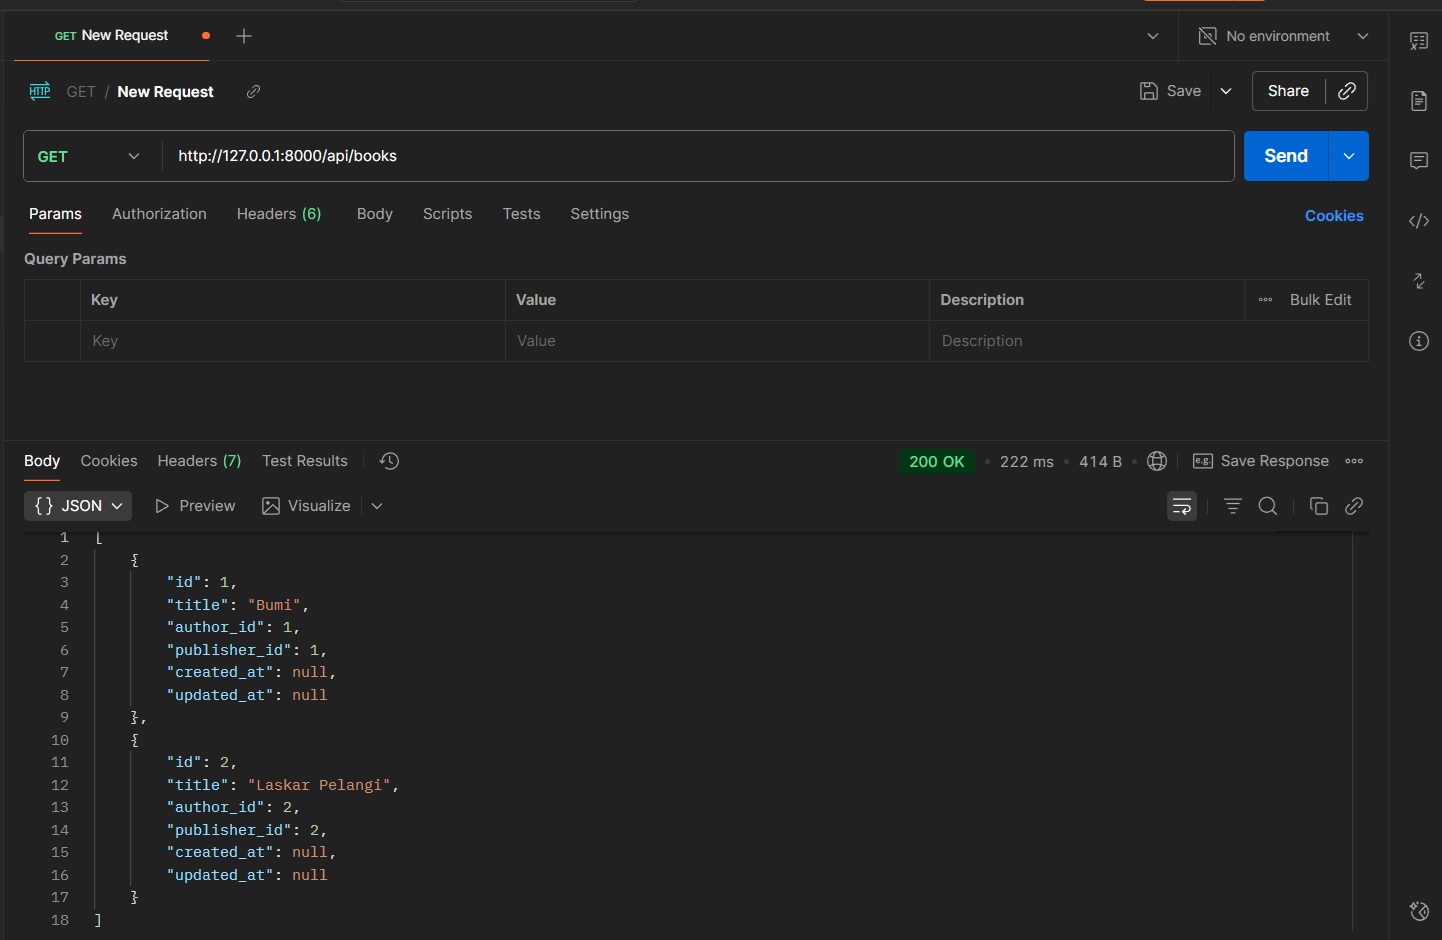 GET New Request
No environment
HTTP GET / New Request Save Share
GET http://127.0.0.1:8000/api/books Send
Params Authorization Headers (6) Body Scripts Tests Settings Cookies
Query Params
Key Value Description Bulk Edit
Key Value Description
Body Cookies Headers (7) Test Results 200 OK • 222 ms • 414 B • e.g. Save Response
{} JSON Preview Visualize
1 [
2 {
3 "id": 1,
4 "title": "Bumi",
5 "author_id": 1,
6 "publisher_id": 1,
7 "created_at": null,
8 "updated_at": null
9 },
10 {
11 "id": 2,
12 "title": "Laskar Pelangi",
13 "author_id": 2,
14 "publisher_id": 2,
15 "created_at": null,
16 "updated_at": null
17 }
18 ]